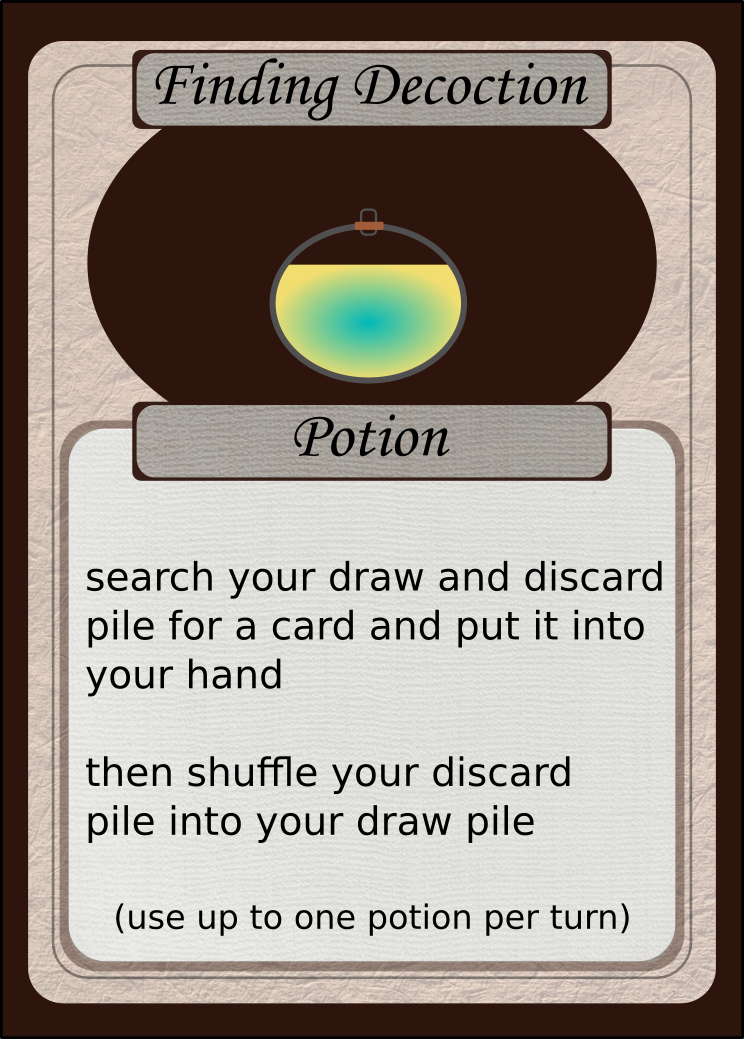 Finding Decoction
Potion
search your draw and discard
pile for a card and put it into
your hand
then shuffle your discard
pile into your draw pile
(use up to one potion per turn)